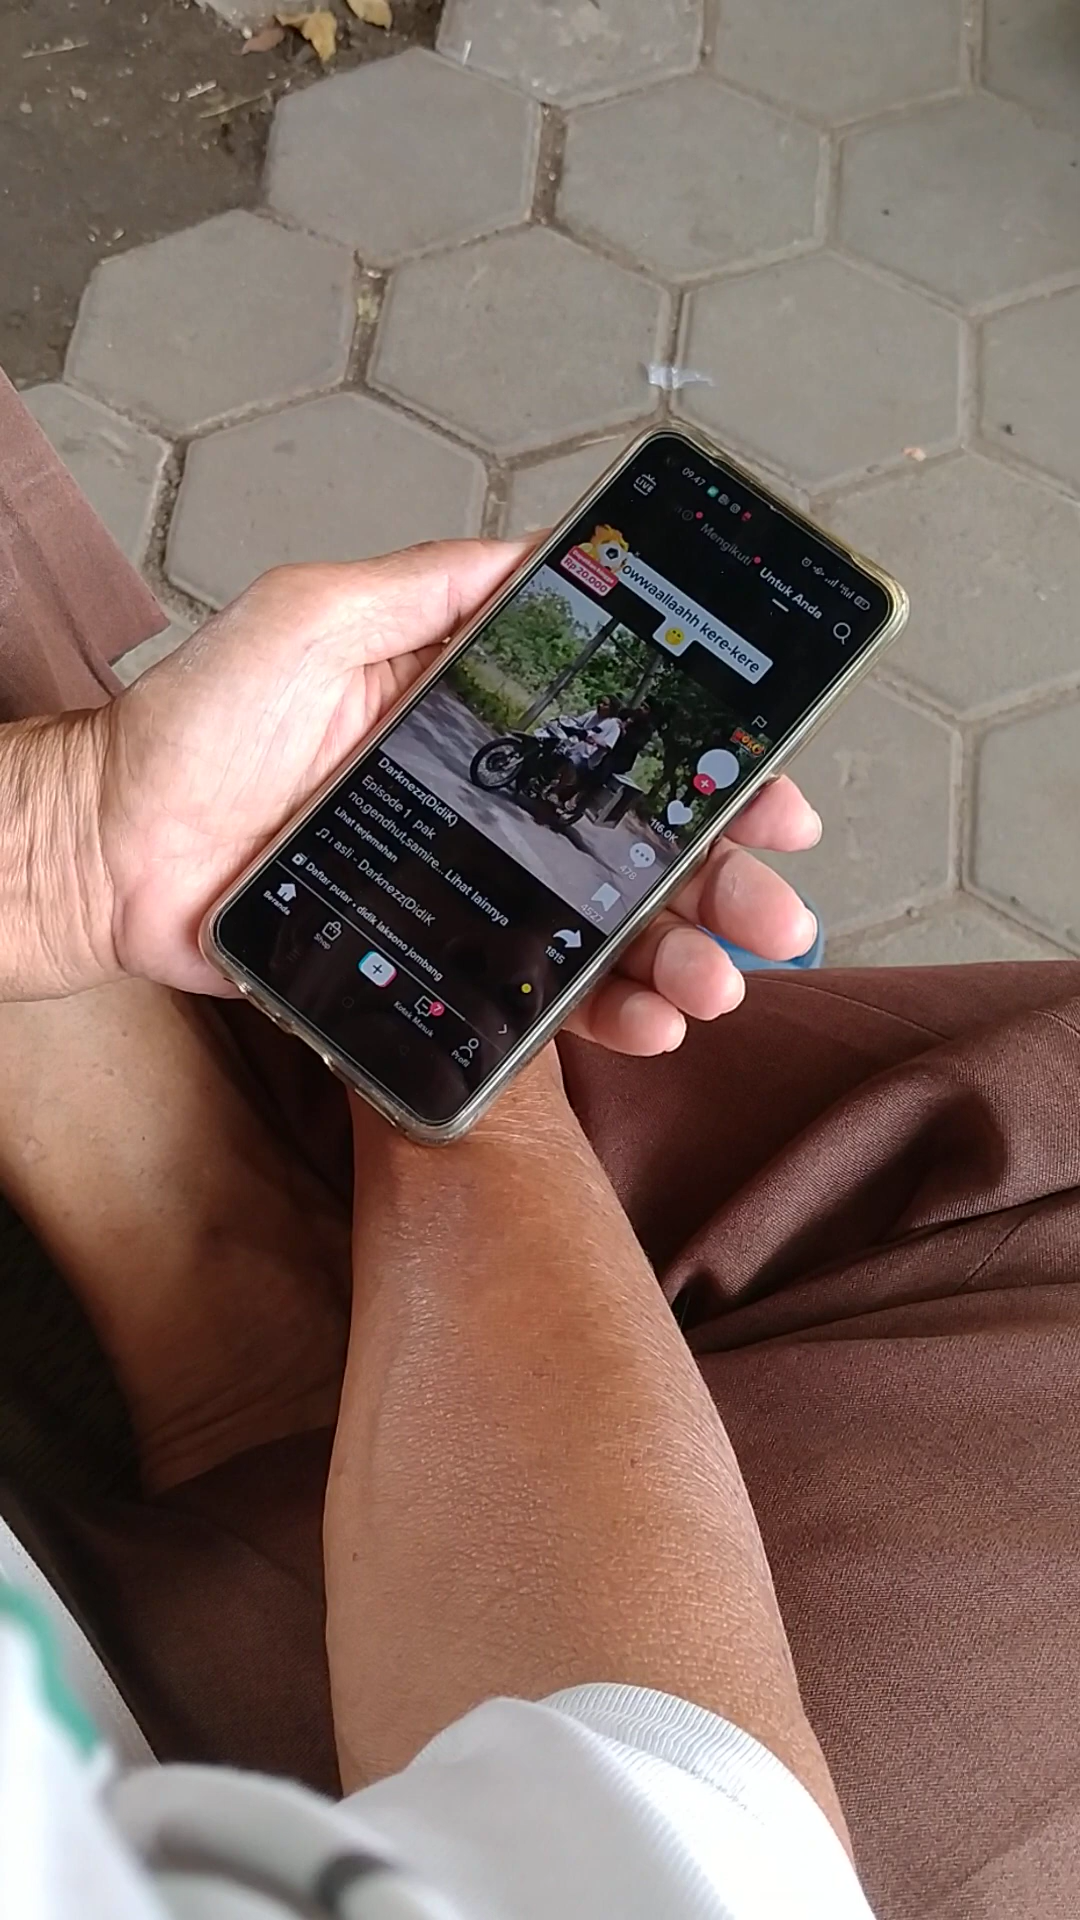 09.47
LIVE
Mengikuti
Untuk Anda
Rp 20.000
owwaallaahh kere-kere
116.0K
478
4527
1815
Darknezz(DidiK)
Episode 1 pak
no,gendhut,samire... Lihat lainnya
Lihat terjemahan
asli - Darknezz(DidiK
Daftar putar • didik laksono jombang
Beranda
Shop
Kotak Masuk
7
Profil